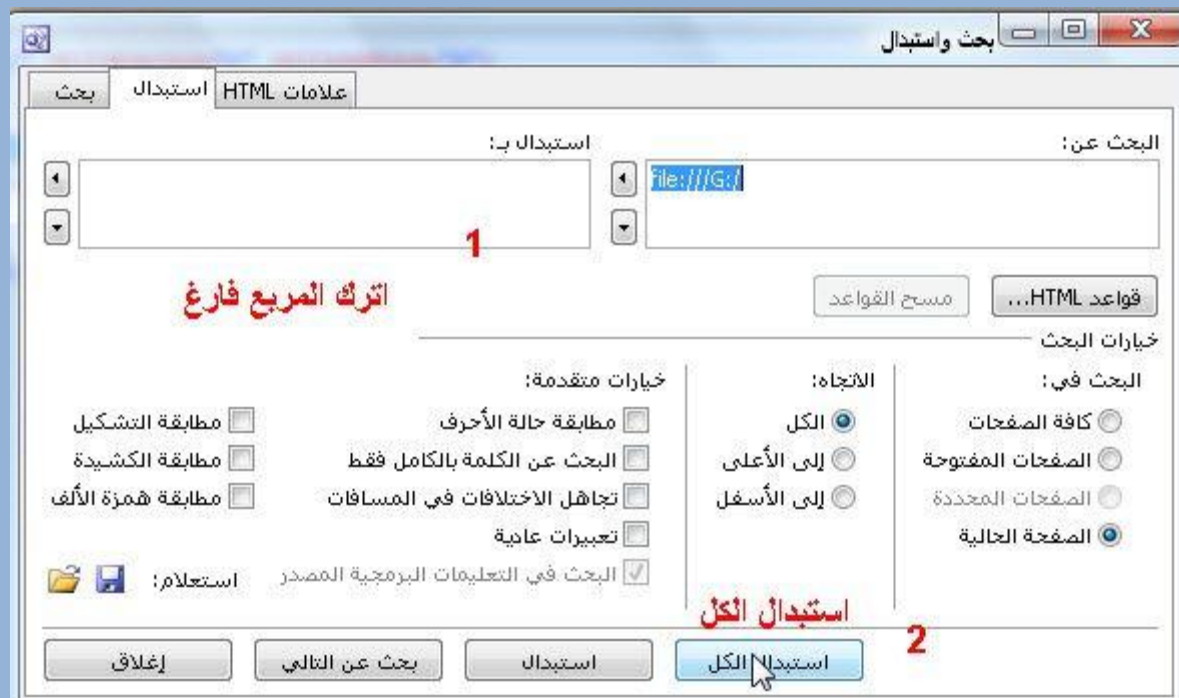 بحث واستبدال
بحث
استبدال
علامات HTML
البحث عن:
استبدال بـ:
file:///G:/
1
اترك المربع فارغ
قواعد HTML...
مسح القواعد
خيارات البحث
البحث في:
كافة الصفحات
الصفحات المفتوحة
الصفحات المحددة
الصفحة الحالية
الاتجاه:
الكل
إلى الأعلى
إلى الأسفل
خيارات متقدمة:
مطابقة حالة الأحرف
البحث عن الكلمة بالكامل فقط
تجاهل الاختلافات في المسافات
تعبيرات عادية
البحث في التعليمات البرمجية المصدر
مطابقة التشكيل
مطابقة الكشيدة
مطابقة همزة الألف
استعلام:
استبدال الكل
2
استبدال الكل
استبدال
بحث عن التالي
إغلاق